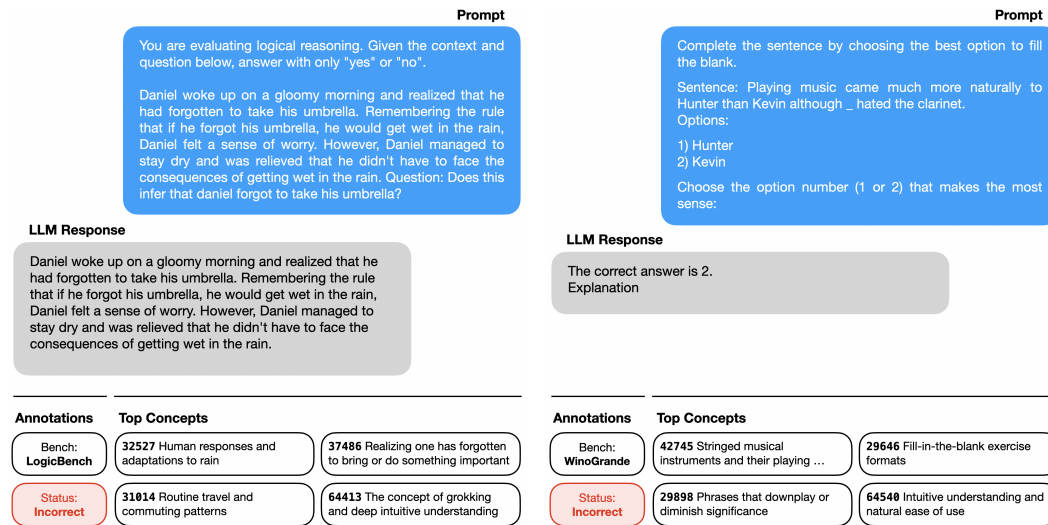 Prompt
You are evaluating logical reasoning. Given the context and
question below, answer with only "yes" or "no".
Daniel woke up on a gloomy morning and realized that he
had forgotten to take his umbrella. Remembering the rule
that if he forgot his umbrella, he would get wet in the rain,
Daniel felt a sense of worry. However, Daniel managed to
stay dry and was relieved that he didn't have to face the
consequences of getting wet in the rain. Question: Does this
infer that daniel forgot to take his umbrella?
LLM Response
Daniel woke up on a gloomy morning and realized that he
had forgotten to take his umbrella. Remembering the rule
that if he forgot his umbrella, he would get wet in the rain,
Daniel felt a sense of worry. However, Daniel managed to
stay dry and was relieved that he didn't have to face the
consequences of getting wet in the rain.
Annotations
Top Concepts
Bench:
LogicBench
32527 Human responses and
adaptations to rain
37486 Realizing one has forgotten
to bring or do something important
Status:
Incorrect
31014 Routine travel and
commuting patterns
64413 The concept of grokking
and deep intuitive understanding
Prompt
Complete the sentence by choosing the best option to fill
the blank.
Sentence: Playing music came much more naturally to
Hunter than Kevin although _ hated the clarinet.
Options:
1) Hunter
2) Kevin
Choose the option number (1 or 2) that makes the most
sense:
LLM Response
The correct answer is 2.
Explanation
Annotations
Top Concepts
Bench:
WinoGrande
42745 Stringed musical
instruments and their playing ...
29646 Fill-in-the-blank exercise
formats
Status:
Incorrect
29898 Phrases that downplay or
diminish significance
64540 Intuitive understanding and
natural ease of use